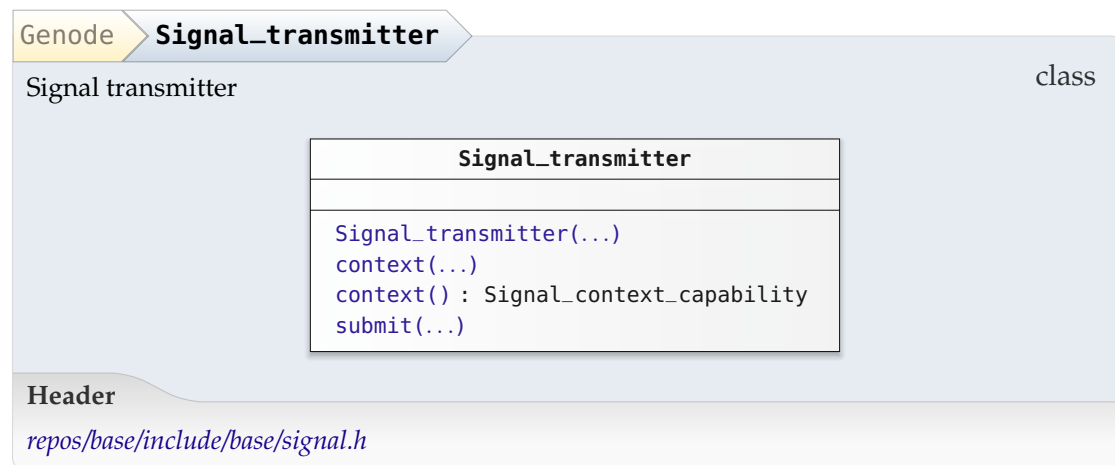 Genode Signal_transmitter
Signal transmitter
class
Signal_transmitter
Signal_transmitter(...)
context(...)
context() : Signal_context_capability
submit(...)
Header
repos/base/include/base/signal.h